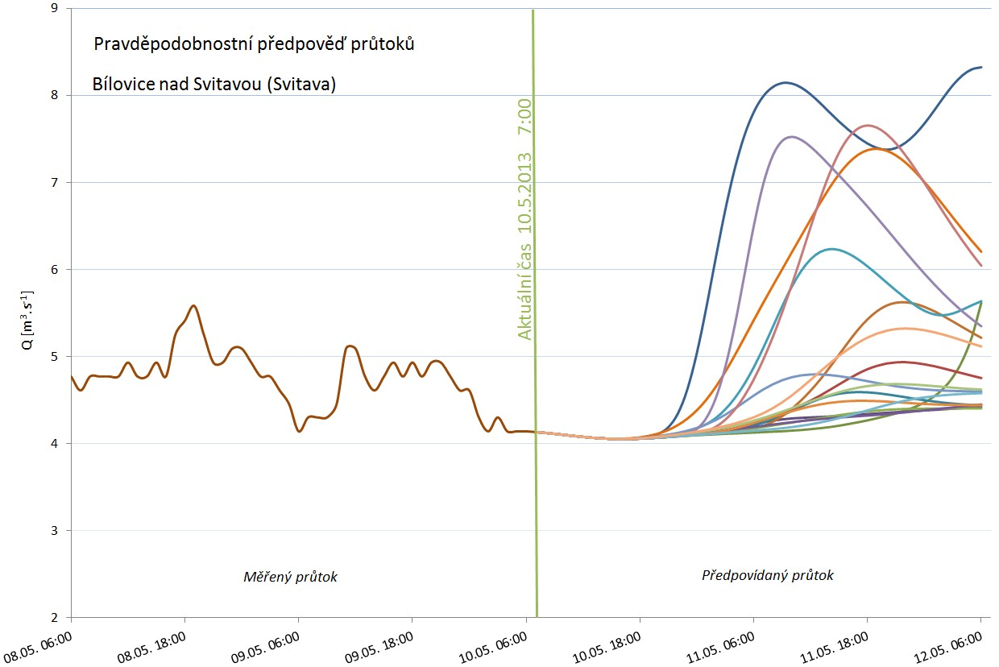 Pravděpodobnostní předpověď průtoků
Bílovice nad Svitavou (Svitava)
9
8
7
6
5
4
3
2
Q [m³.s⁻¹]
Aktuální čas 10.5.2013 7:00
Měřený průtok
Předpovídaný průtok
08.05. 06:00
08.05. 18:00
09.05. 06:00
09.05. 18:00
10.05. 06:00
10.05. 18:00
11.05. 06:00
11.05. 18:00
12.05. 06:00